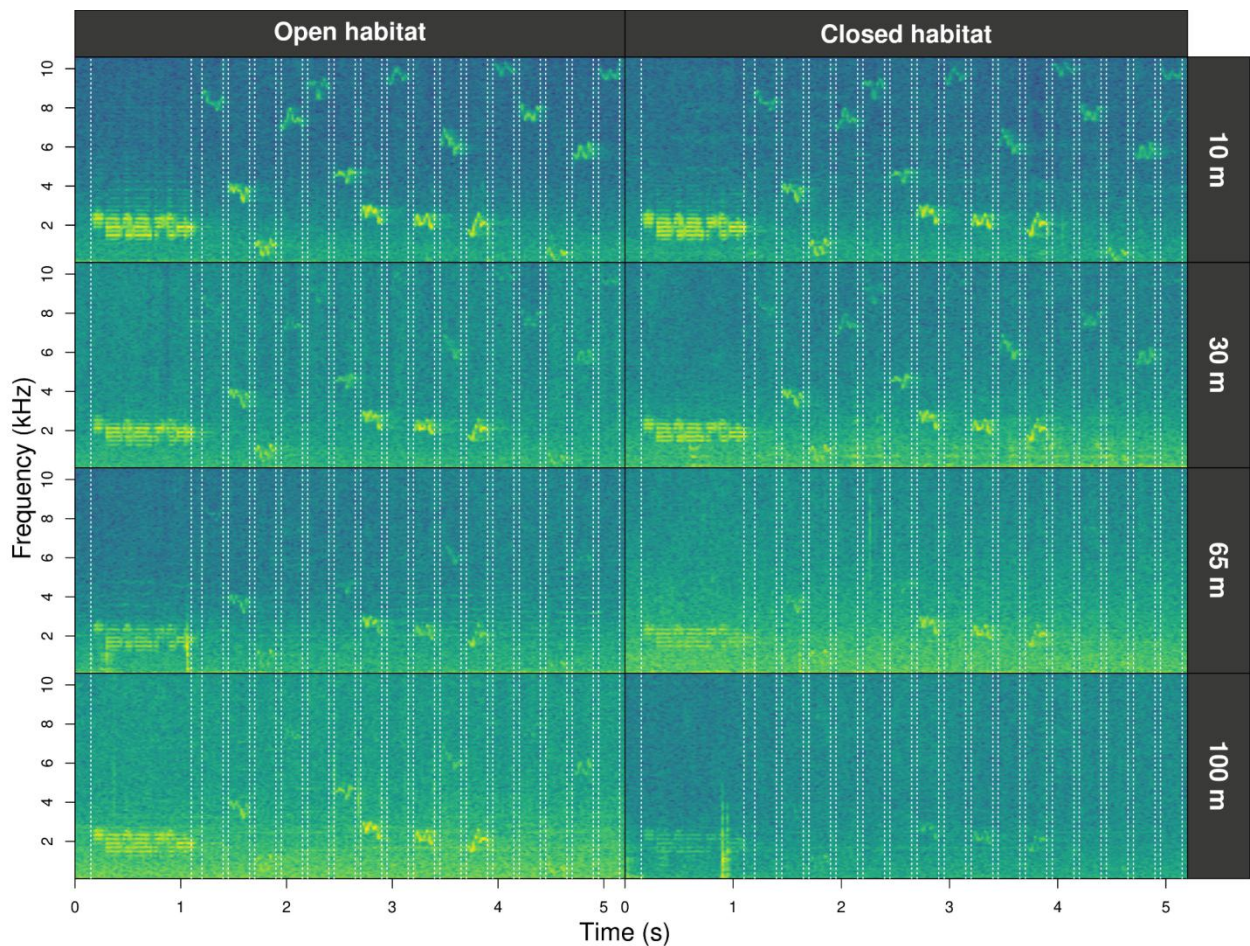 Open habitat Closed habitat
10 8 6 4 2 10 m
10 8 6 4 2 30 m
Frequency (kHz)
10 8 6 4 2 65 m
10 8 6 4 2 100 m
0 1 2 3 4 5 0 1 2 3 4 5
Time (s)